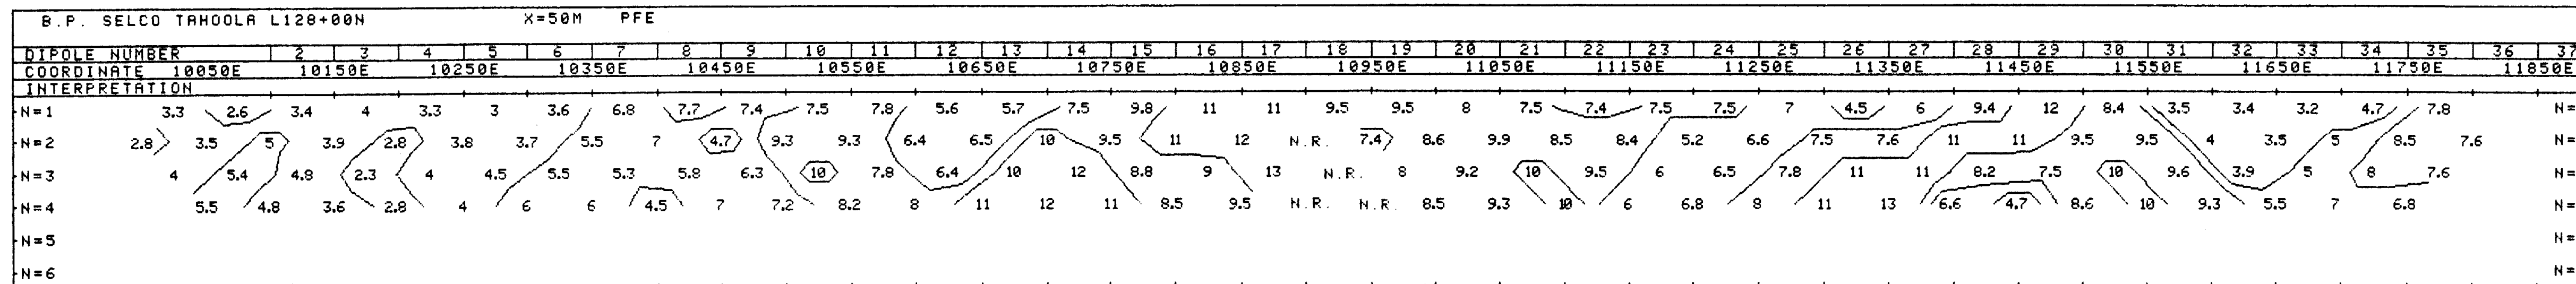 B.P. SELCO TAHOOLA L128+00N X=50M PFE
DIPOLE NUMBER 2 3 4 5 6 7 8 9 10 11 12 13 14 15 16 17 18 19 20 21 22 23 24 25 26 27 28 29 30 31 32 33 34 35 36 37
COORDINATE 10050E 10150E 10250E 10350E 10450E 10550E 10650E 10750E 10850E 10950E 11050E 11150E 11250E 11350E 11450E 11550E 11650E 11750E 11850E
INTERPRETATION
N=1 3.3 2.6 3.4 4 3.3 3 3.6 6.8 7.7 7.4 7.5 7.8 5.6 5.7 7.5 9.8 11 11 9.5 9.5 8 7.5 7.4 7.5 7.5 7 4.5 6 9.4 12 8.4 3.5 3.4 3.2 4.7 7.8 N=
N=2 2.8 3.5 5 3.9 2.8 3.8 3.7 5.5 7 4.7 9.3 9.3 6.4 6.5 10 9.5 11 12 N.R. 7.4 8.6 9.9 8.5 8.4 5.2 6.6 7.5 7.6 11 11 9.5 9.5 4 3.5 5 8.5 7.6 N=
N=3 4 5.4 4.8 2.3 4 4.5 5.5 5.3 5.8 6.3 10 7.8 6.4 10 12 8.8 9 13 N.R. 8 9.2 10 9.5 6 6.5 7.8 11 11 8.2 7.5 10 9.6 3.9 5 8 7.6 N=
N=4 5.5 4.8 3.6 2.8 4 6 6 4.5 7 7.2 8.2 8 11 12 11 8.5 9.5 N.R. N.R. 8.5 9.3 10 6 6.8 8 11 13 6.6 4.7 8.6 10 9.3 5.5 7 6.8 N=
N=5 N=
N=6 N=